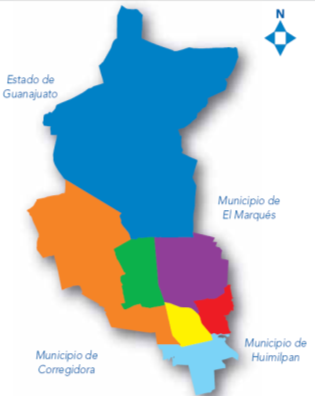 N
Estado de
Guanajuato
Municipio de
El Marqués
Municipio de
Huimilpan
Municipio de
Corregidora